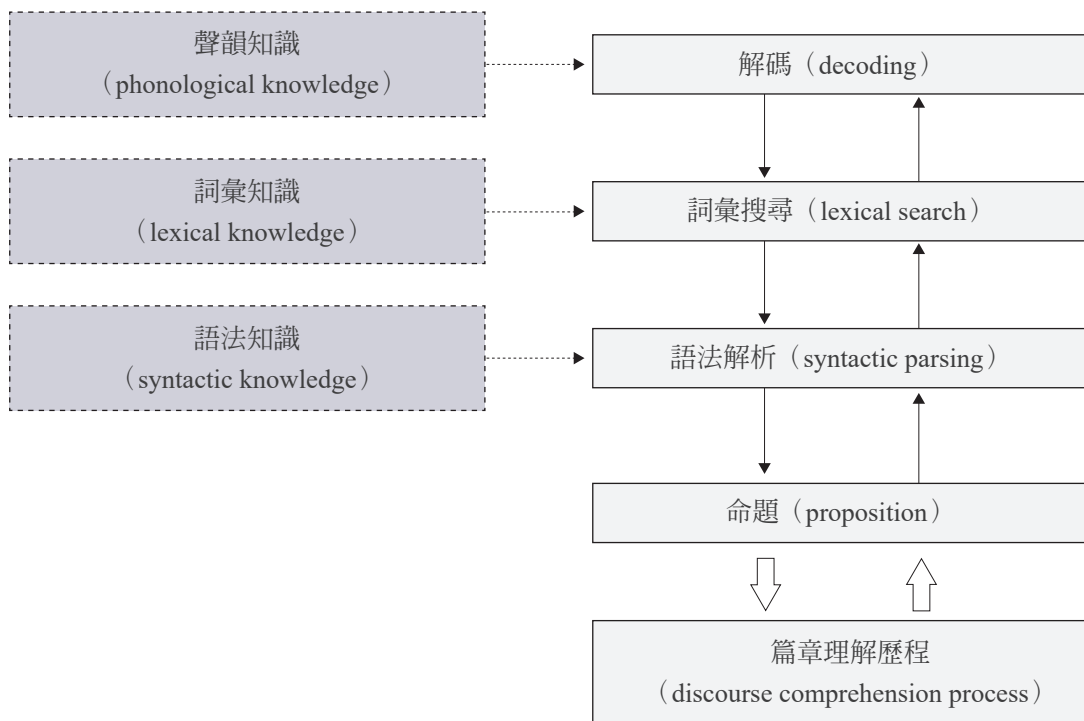 聲韻知識
（phonological knowledge）
解碼（decoding）
詞彙知識
（lexical knowledge）
詞彙搜尋（lexical search）
語法知識
（syntactic knowledge）
語法解析（syntactic parsing）
命題（proposition）
篇章理解歷程
（discourse comprehension process）